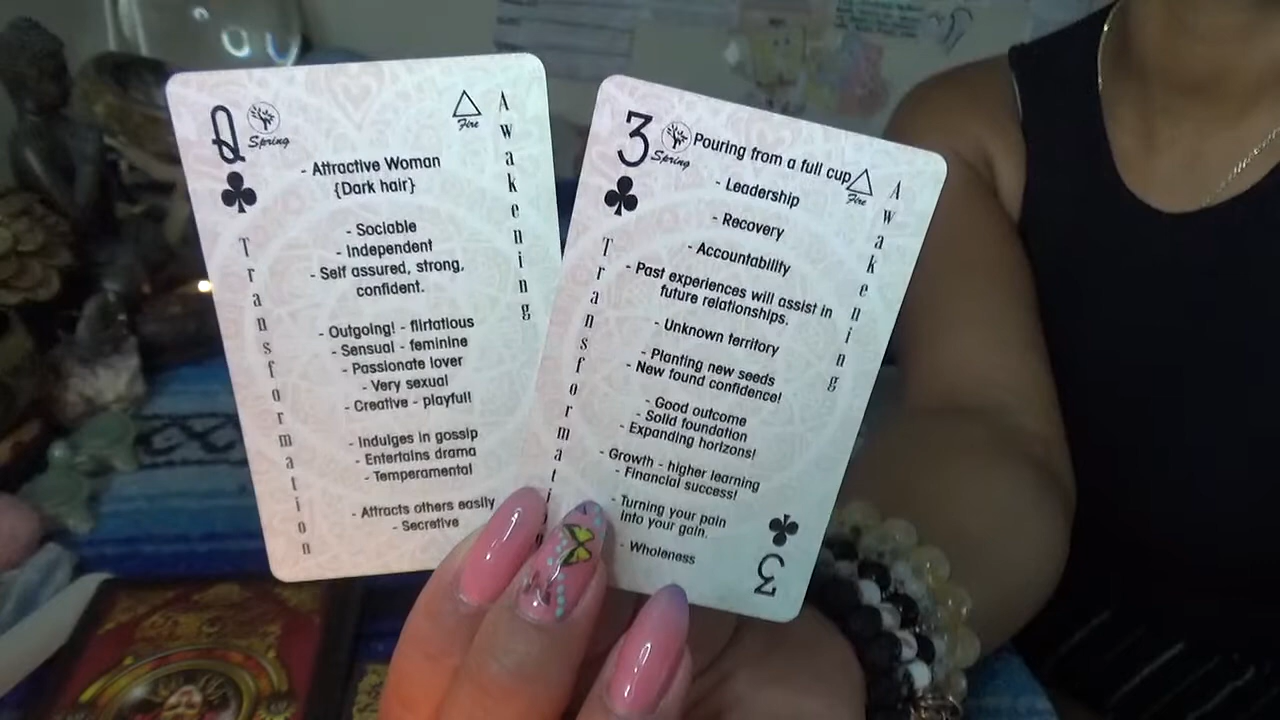 Q
Spring
Fire
Awakening
Transformation
- Attractive Woman
{Dark hair}
- Sociable
- Independent
- Self assured, strong,
confident.
- Outgoing! - flirtatious
- Sensual - feminine
- Passionate lover
- Very sexual
- Creative - playfull
- Indulges in gossip
- Entertains drama
- Temperamental
- Attracts others easily
- Secretive
3
Spring
Pouring from a full cup
Fire
Awakening
Transformatio
- Leadership
- Recovery
- Accountability
- Past experiences will assist in
future relationships.
- Unknown territory
- Planting new seeds
- New found confidence!
- Good outcome
- Solid foundation
- Expanding horizons!
- Growth - higher learning
- Financial success!
- Turning your pain
into your gain.
- Wholeness
3